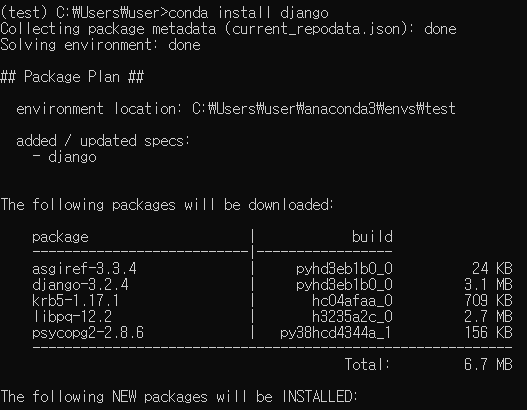 (test) C:₩Users₩user>conda install django
Collecting package metadata (current_repodata.json): done
Solving environment: done
## Package Plan ##
environment location: C:₩Users₩user₩anaconda3₩envs₩test
added / updated specs:
- django
The following packages will be downloaded:
package | build
---------------------------|-----------------
asgiref-3.3.4 | pyhd3eb1b0_0 24 KB
django-3.2.4 | pyhd3eb1b0_0 3.1 MB
krb5-1.17.1 | hc04afaa_0 709 KB
libpq-12.2 | h3235a2c_0 2.7 MB
psycopg2-2.8.6 | py38hcd4344a_1 156 KB
------------------------------------------------------------
Total: 6.7 MB
The following NEW packages will be INSTALLED: